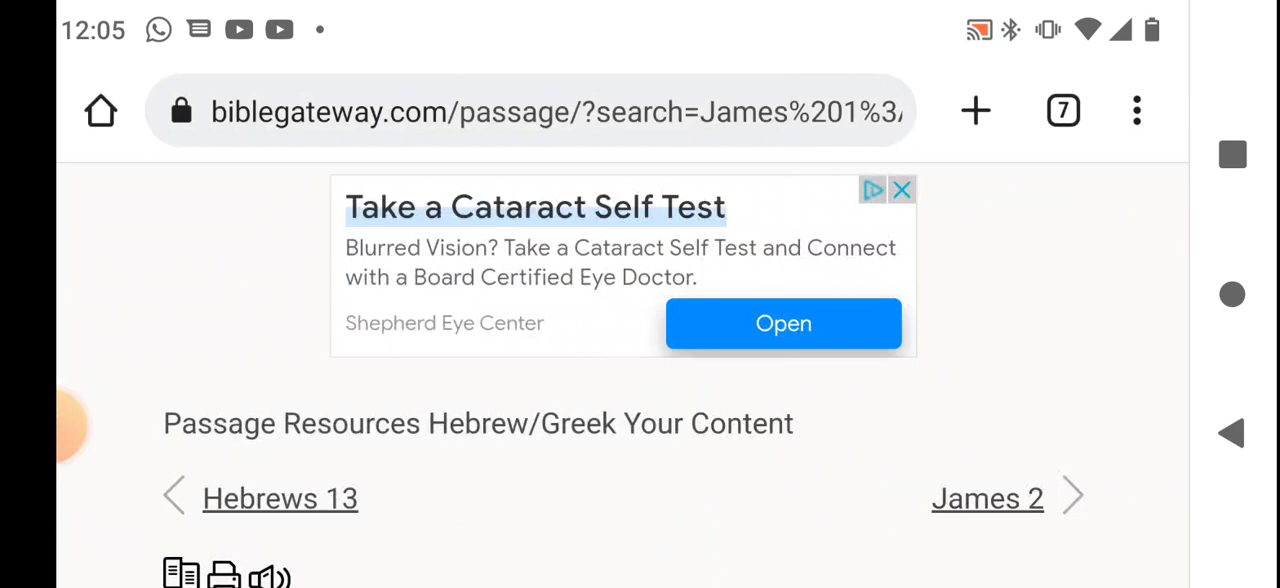 12:05
biblegateway.com/passage/?search=James%201%3
7
Take a Cataract Self Test
Blurred Vision? Take a Cataract Self Test and Connect
with a Board Certified Eye Doctor.
Shepherd Eye Center
Open
Passage Resources Hebrew/Greek Your Content
Hebrews 13
James 2